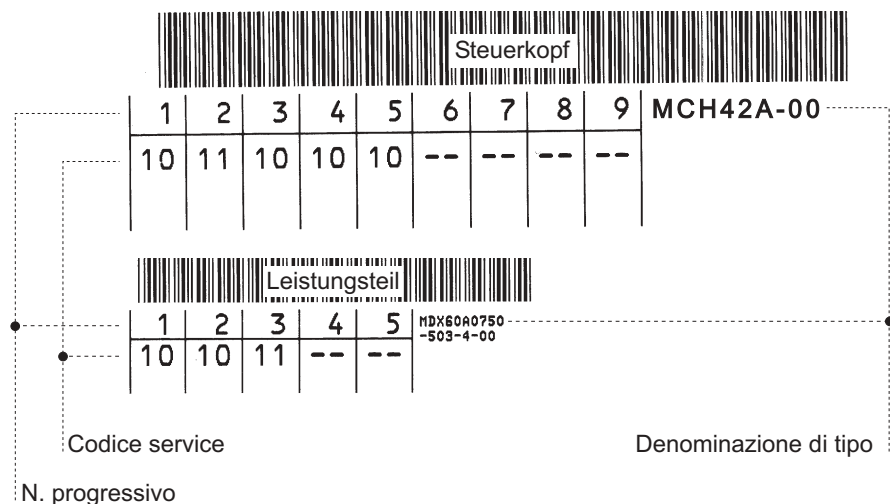 Steuerkopf
1 2 3 4 5 6 7 8 9 MCH42A-00
10 11 10 10 10 -- -- -- --
Leistungsteil
1 2 3 4 5 MDX60A0750
-503-4-00
10 10 11 -- --
Codice service Denominazione di tipo
N. progressivo